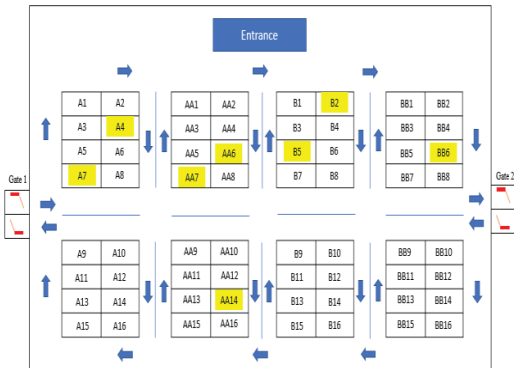 Entrance
A1 A2 AA1 AA2 B1 B2 BB1 BB2
A3 A4 AA3 AA4 B3 B4 BB3 BB4
A5 A6 AA5 AA6 B5 B6 BB5 BB6
A7 A8 AA7 AA8 B7 B8 BB7 BB8
Gate 1
Gate 2
A9 A10 AA9 AA10 B9 B10 BB9 BB10
A11 A12 AA11 AA12 B11 B12 BB11 BB12
A13 A14 AA13 AA14 B13 B14 BB13 BB14
A15 A16 AA15 AA16 B15 B16 BB15 BB16